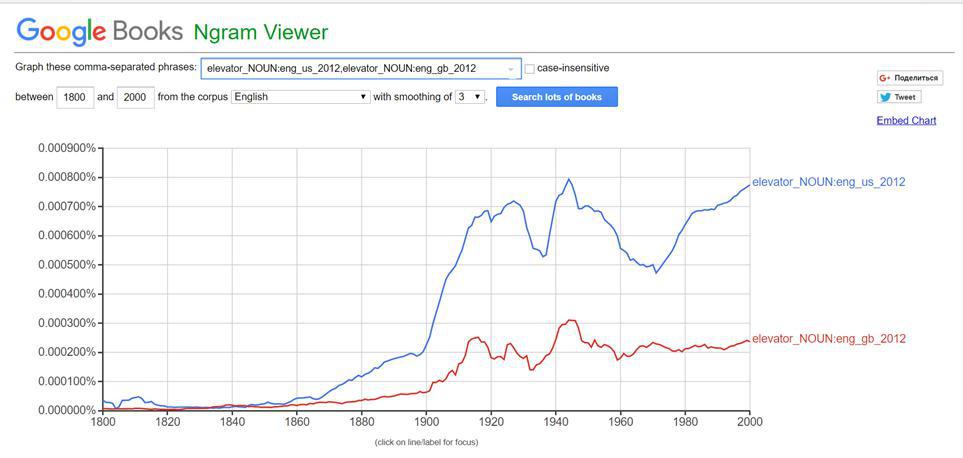 Google Books Ngram Viewer
Graph these comma-separated phrases: elevator_NOUN:eng_us_2012,elevator_NOUN:eng_gb_2012 case-insensitive
between 1800 and 2000 from the corpus English with smoothing of 3 . Search lots of books
G+ Поделиться
Tweet
Embed Chart
0.000900%
0.000800%
0.000700%
0.000600%
0.000500%
0.000400%
0.000300%
0.000200%
0.000100%
0.000000%
elevator_NOUN:eng_us_2012
elevator_NOUN:eng_gb_2012
1800 1820 1840 1860 1880 1900 1920 1940 1960 1980 2000
(click on line/label for focus)